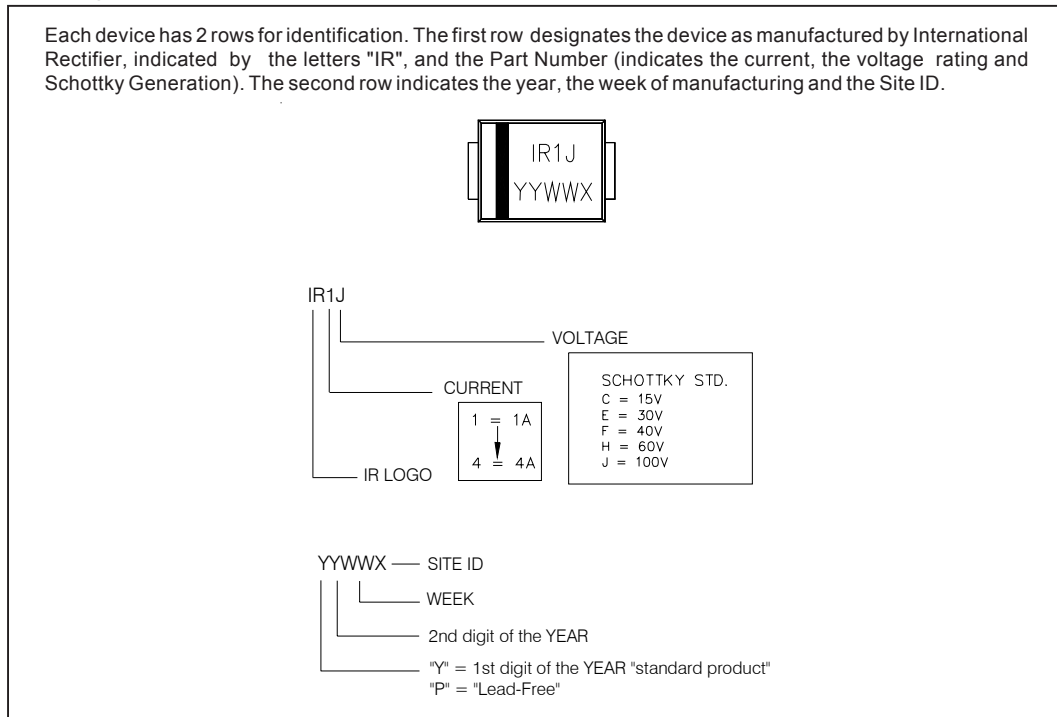 Each device has 2 rows for identification. The first row designates the device as manufactured by International
Rectifier, indicated by the letters "IR", and the Part Number (indicates the current, the voltage rating and
Schottky Generation). The second row indicates the year, the week of manufacturing and the Site ID.
IR1J
YYWWX
IR1J
VOLTAGE
SCHOTTKY STD.
C = 15V
E = 30V
F = 40V
H = 60V
J = 100V
CURRENT
1 = 1A
4 = 4A
IR LOGO
YYWWX
SITE ID
WEEK
2nd digit of the YEAR
"Y" = 1st digit of the YEAR "standard product"
"P" = "Lead-Free"